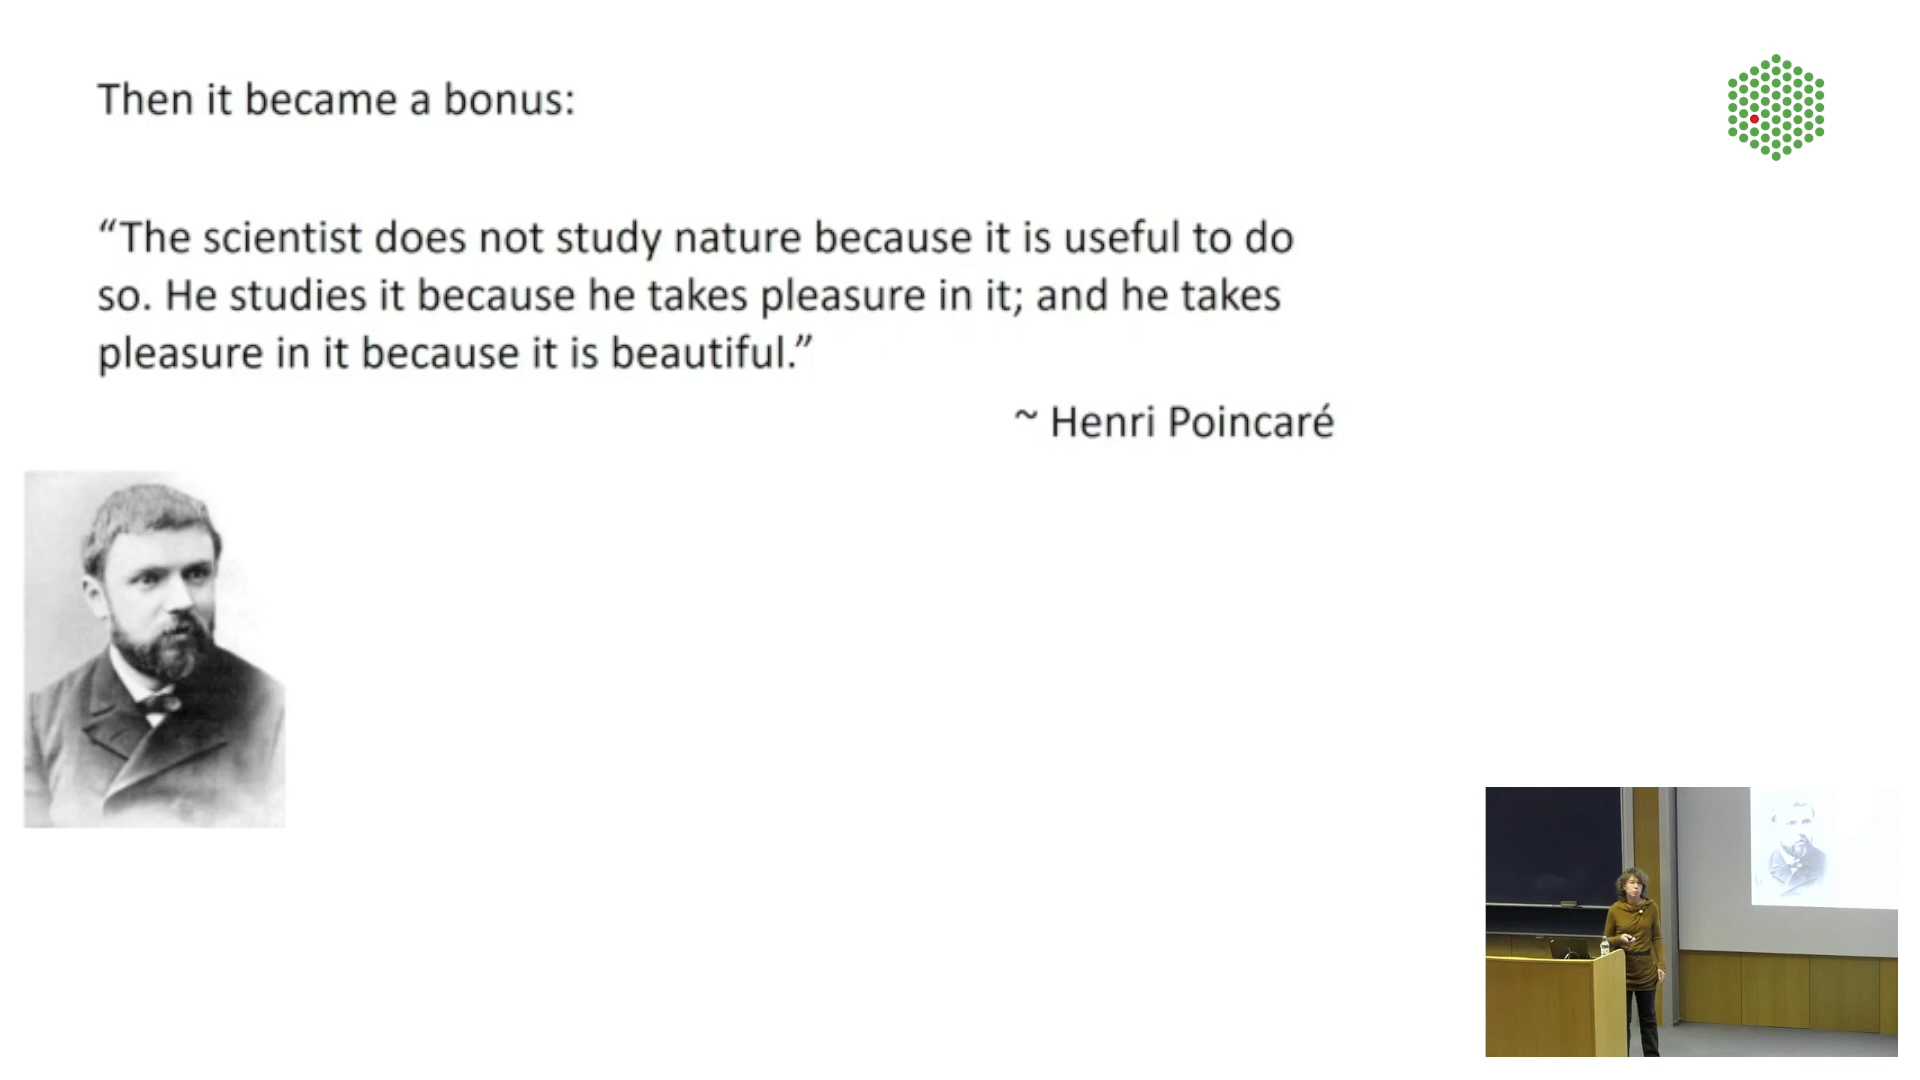 Then it became a bonus:
“The scientist does not study nature because it is useful to do
so. He studies it because he takes pleasure in it; and he takes
pleasure in it because it is beautiful.”
~ Henri Poincaré